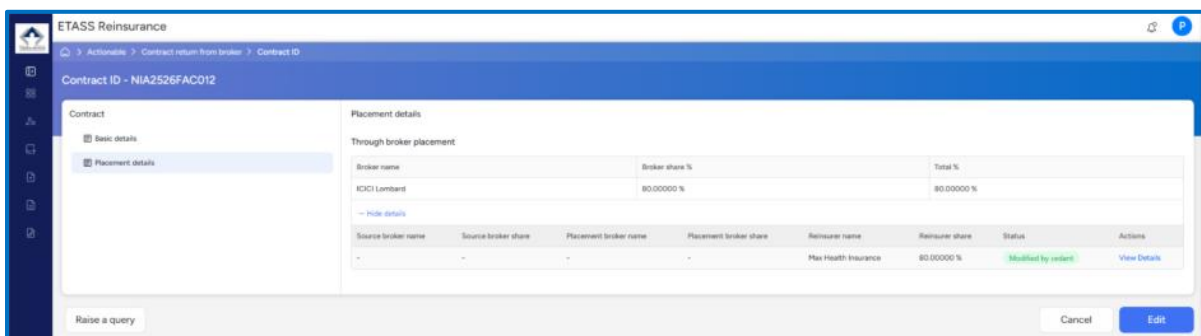 ETASS Reinsurance
P
Actionable > Contract return from broker > Contract ID
Contract ID - NIA2526FAC012
Contract
Basic details
Placement details
Placement details
Through broker placement
Broker name Broker share % Total %
ICICI Lombard 80.00000 % 80.00000 %
— Hide details
Source broker name Source broker share Placement broker name Placement broker share Reinsurer name Reinsurer share Status Actions
- - - - Max Health Insurance 80.00000 % Modified by cedant View Details
Raise a query
Cancel
Edit